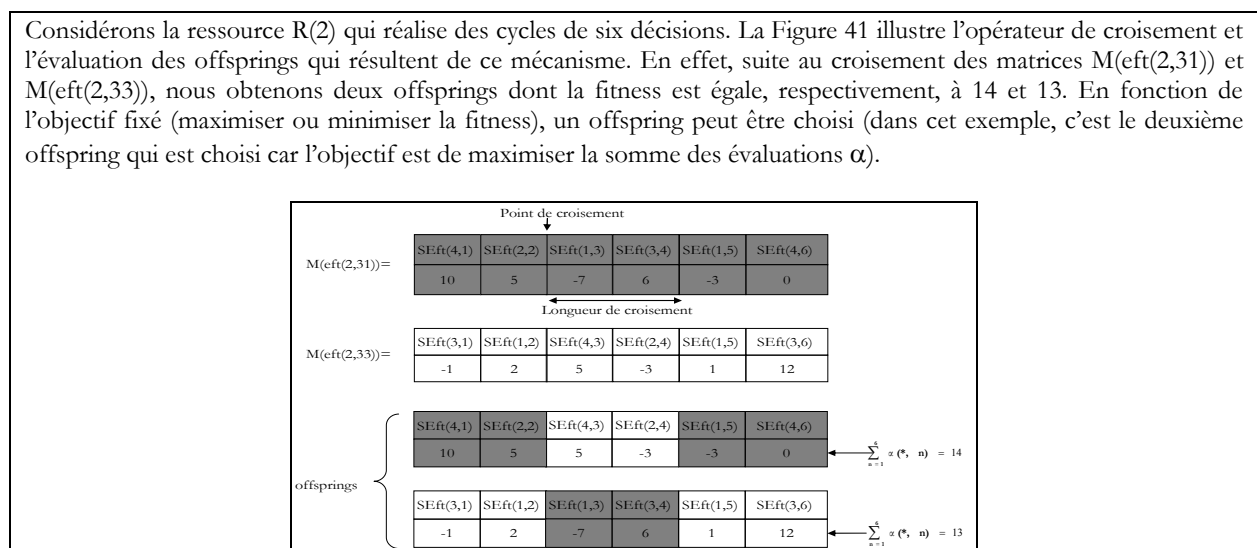 Considérons la ressource R(2) qui réalise des cycles de six décisions. La Figure 41 illustre l'opérateur de croisement et
l'évaluation des offsprings qui résultent de ce mécanisme. En effet, suite au croisement des matrices M(eft(2,31)) et
M(eft(2,33)), nous obtenons deux offsprings dont la fitness est égale, respectivement, à 14 et 13. En fonction de
l'objectif fixé (maximiser ou minimiser la fitness), un offspring peut être choisi (dans cet exemple, c'est le deuxième
offspring qui est choisi car l'objectif est de maximiser la somme des évaluations α).
Point de croisement
M(eft(2,31))=
SEft(4,1) SEft(2,2) SEft(1,3) SEft(3,4) SEft(1,5) SEft(4,6)
10 5 -7 6 -3 0
Longueur de croisement
M(eft(2,33))=
SEft(3,1) SEft(1,2) SEft(4,3) SEft(2,4) SEft(1,5) SEft(3,6)
-1 2 5 -3 1 12
offsprings
SEft(4,1) SEft(2,2) SEft(4,3) SEft(2,4) SEft(1,5) SEft(4,6)
10 5 5 -3 -3 0
6 ∑ n = 1 α (*, n) = 14
SEft(3,1) SEft(1,2) SEft(1,3) SEft(3,4) SEft(1,5) SEft(3,6)
-1 2 -7 6 1 12
6 ∑ n = 1 α (*, n) = 13